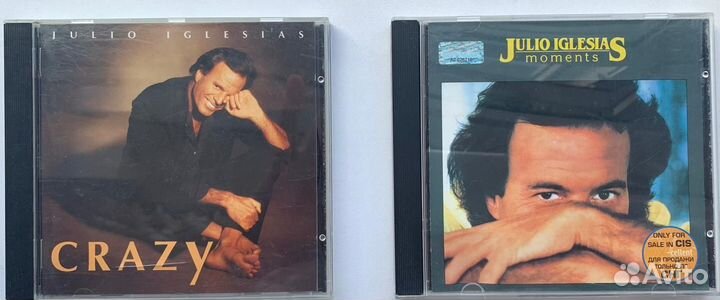 JULIO IGLESIAS
CRAZY
JULIO IGLESIAS
moments
ONLY FOR
SALE IN CIS
ДЛЯ ПРОДАЖИ
Avito